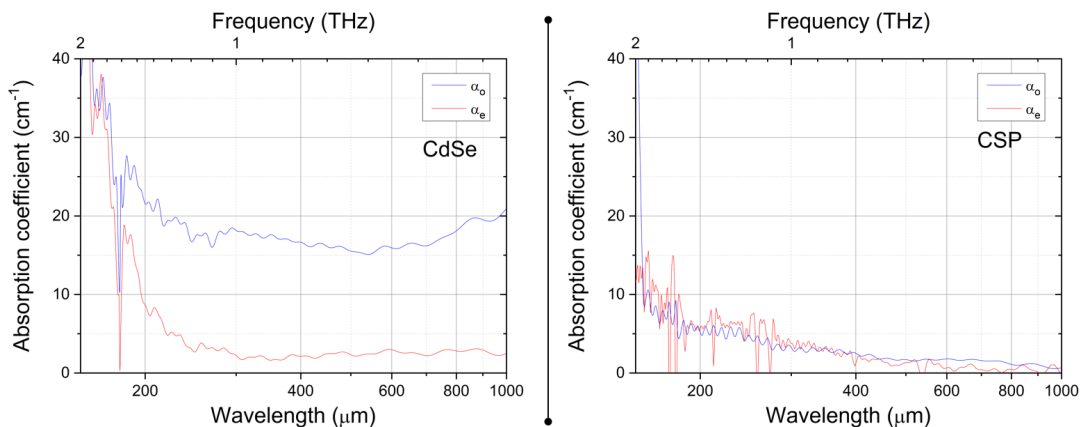 Frequency (THz)
2 1
40
30
20
10
0
Absorption coefficient (cm⁻¹)
αₒ
αₑ
CdSe
200 400 600 800 1000
Wavelength (μm)
Frequency (THz)
2 1
40
30
20
10
0
Absorption coefficient (cm⁻¹)
αₒ
αₑ
CSP
200 400 600 800 1000
Wavelength (μm)